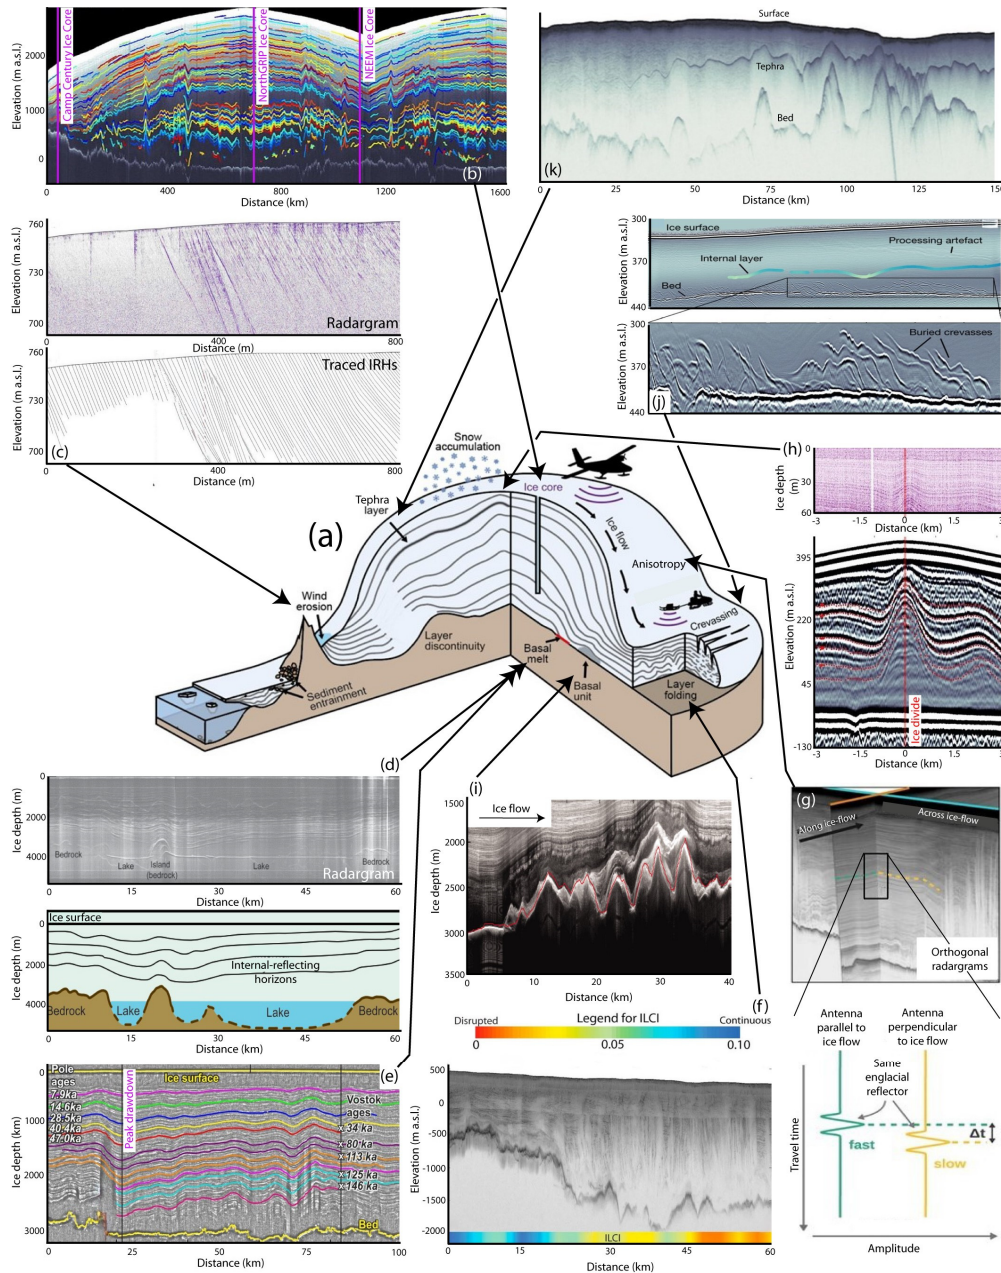 Elevation (m a.s.l.)
2000
1000
0
Camp Century Ice Core
NorthGRIP Ice Core
NEEM Ice Core
(b)
400
800
1200
1600
Distance (km)
Surface
Tephra
Bed
(k)
0
25
50
75
100
125
150
Distance (km)
Elevation (m a.s.l.)
Elevation (m a.s.l.)
760
730
700
Radargram
0
200
400
600
800
Distance (m)
Elevation (m a.s.l.)
760
730
700
Traced IRHs
(c)
0
200
400
600
800
Distance (m)
Elevation (m a.s.l.)
300
370
440
Ice surface
Processing artefact
Internal layer
Bed
Elevation (m a.s.l.)
300
370
440
Buried crevasses
(j)
(a)
Snow
accumulation
Tephra
layer
Ice core
Ice flow
Anisotropy
Wind
erosion
Crevassing
Layer
discontinuity
Basal
melt
Basal
unit
Layer
folding
Sediment
entrainment
(h)
Ice depth
(m)
0
30
60
-3
-1.5
0
1.5
3
Distance (km)
Elevation (m a.s.l.)
395
220
45
-130
Ice divide
-3
-1.5
0
1.5
3
Distance (km)
(d)
Ice depth (m)
0
2000
4000
Bedrock
Lake
Island
(bedrock)
Lake
Bedrock
Radargram
0
15
30
45
60
Distance (km)
Ice depth (m)
0
2000
4000
Ice surface
Internal-reflecting
horizons
Bedrock
Lake
Lake
Bedrock
0
15
30
45
60
Distance (km)
(i)
Ice flow
Ice depth (m)
1500
2000
2500
3000
3500
0
10
20
30
40
Distance (km)
(g)
Along ice-flow
Across ice-flow
Orthogonal
radargrams
Antenna
parallel to
ice flow
Antenna
perpendicular
to ice flow
Same
englacial
reflector
Δt
fast
slow
Travel time
Amplitude
(e)
Ice depth (m)
0
1000
2000
3000
Pole
ages
7.9ka
14.6ka
28.5ka
40.4ka
47.0ka
Peak drawdown
Ice surface
Vostok
ages
x 34 ka
x 80 ka
x 113 ka
x 125 ka
x 146 ka
Bed
0
25
50
75
100
Distance (km)
(f)
Disrupted
Legend for ILCI
Continuous
0
0.05
0.10
Elevation (m a.s.l.)
500
0
-500
-1000
-1500
-2000
ILCI
0
15
30
45
60
Distance (km)